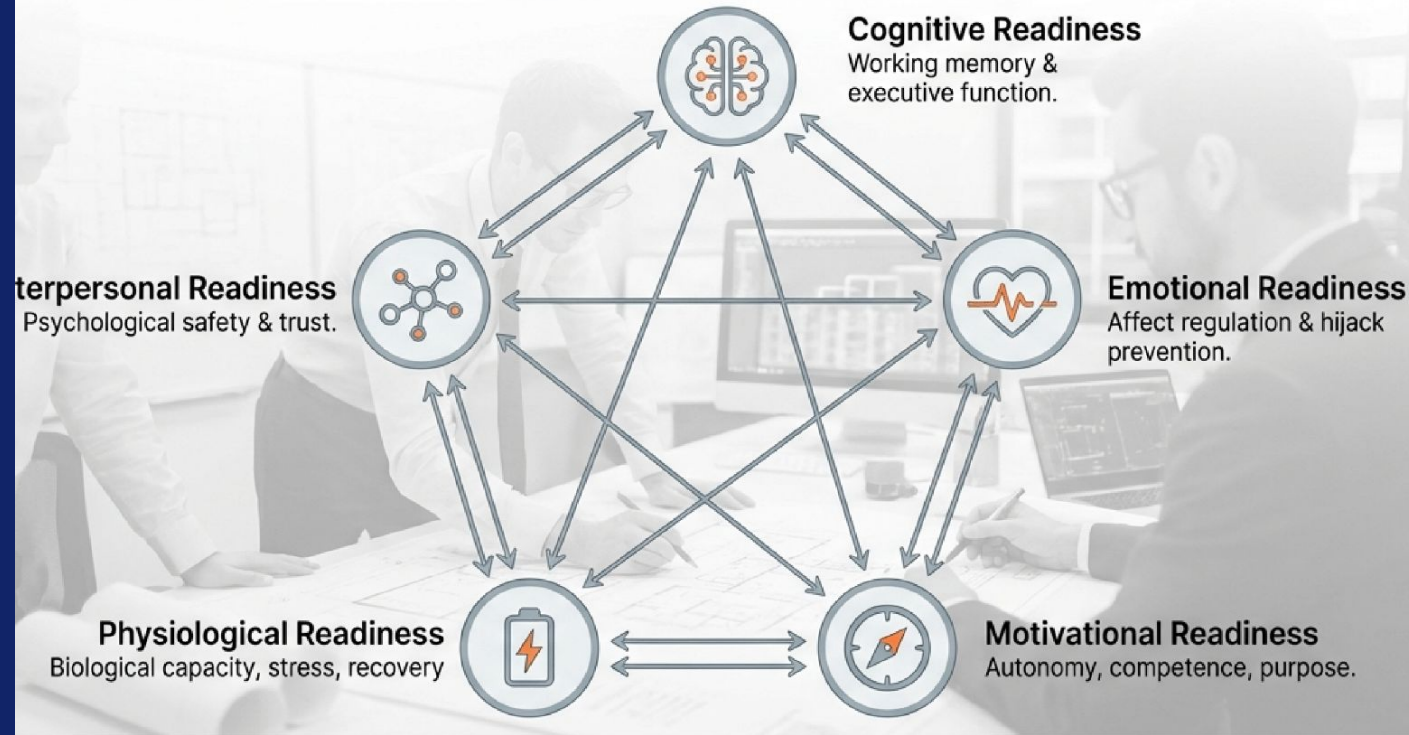 Cognitive Readiness
Working memory &
executive function.
terpersonal Readiness
Psychological safety & trust.
Emotional Readiness
Affect regulation & hijack
prevention.
Physiological Readiness
Biological capacity, stress, recovery
Motivational Readiness
Autonomy, competence, purpose.